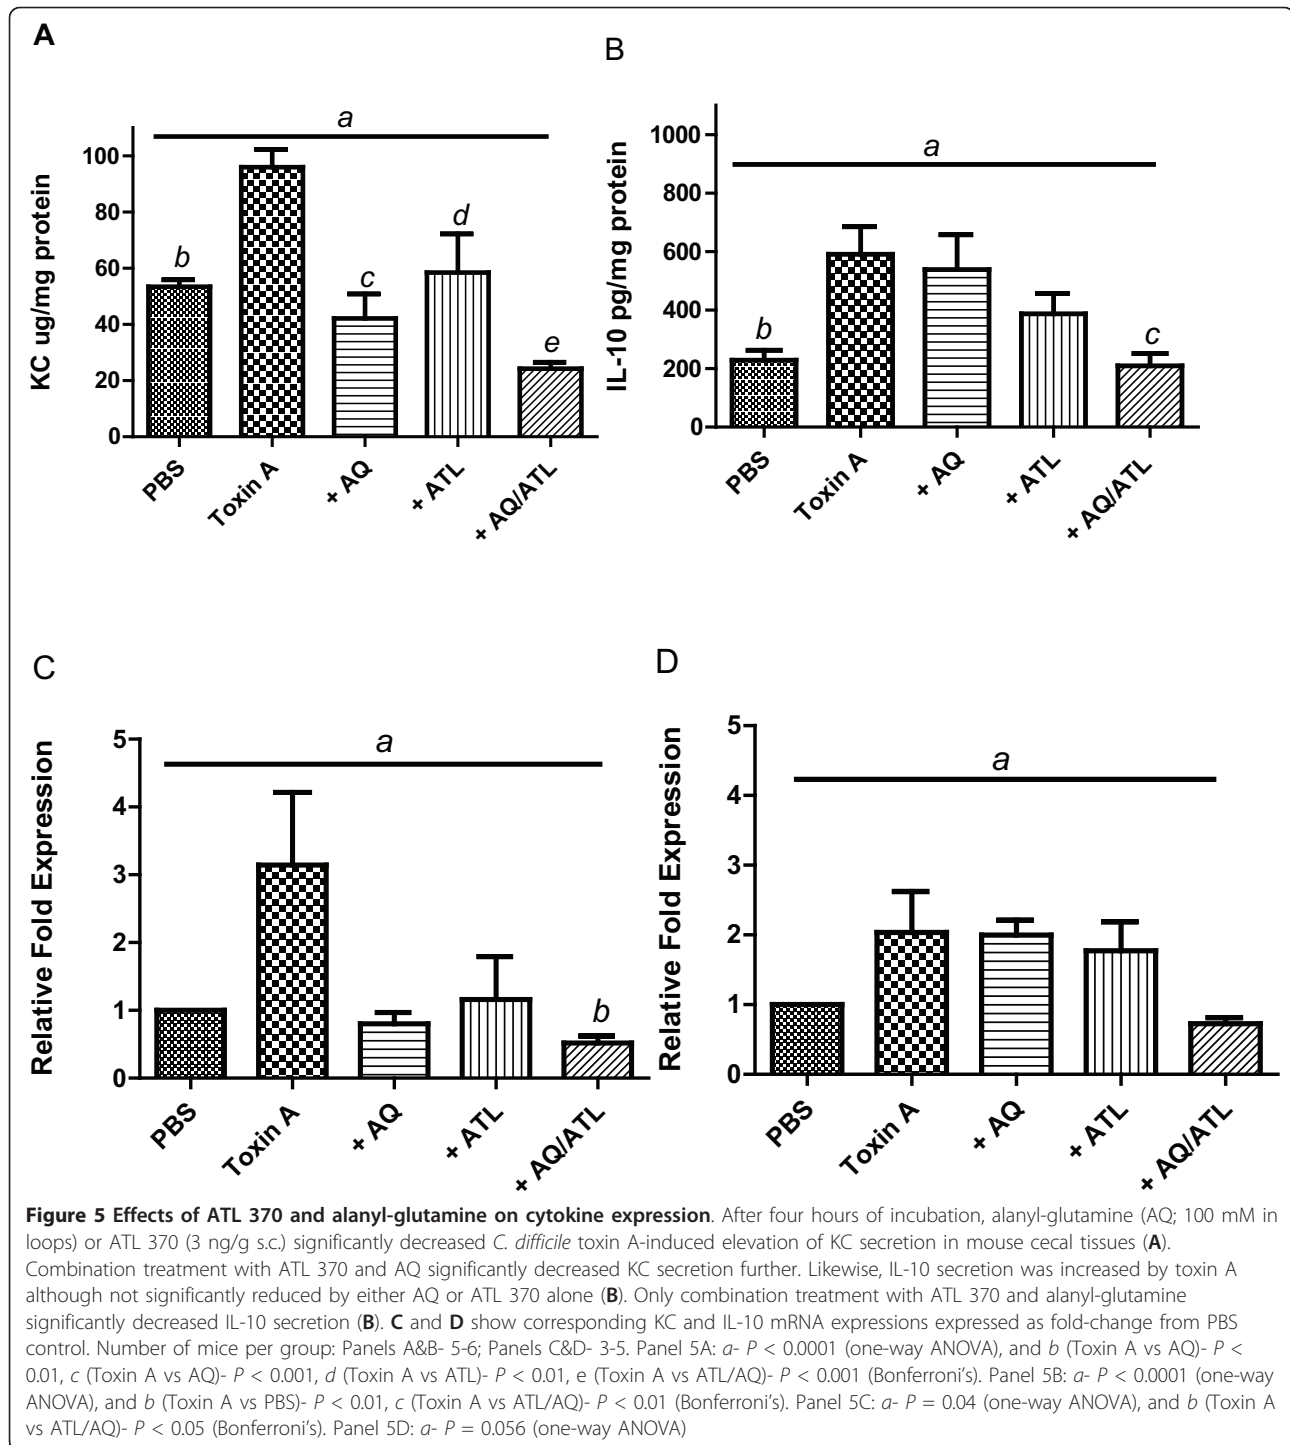 A
a
KC ug/mg protein
100
80
60
40
20
0
b
c
d
e
PBS
Toxin A
+ AQ
+ ATL
+ AQ/ATL
B
a
IL-10 pg/mg protein
1000
800
600
400
200
0
b
c
PBS
Toxin A
+ AQ
+ ATL
+ AQ/ATL
C
a
Relative Fold Expression
5
4
3
2
1
0
b
PBS
Toxin A
+ AQ
+ ATL
+ AQ/ATL
D
a
Relative Fold Expression
5
4
3
2
1
0
PBS
Toxin A
+ AQ
+ ATL
+ AQ/ATL
Figure 5 Effects of ATL 370 and alanyl-glutamine on cytokine expression. After four hours of incubation, alanyl-glutamine (AQ; 100 mM in
loops) or ATL 370 (3 ng/g s.c.) significantly decreased C. difficile toxin A-induced elevation of KC secretion in mouse cecal tissues (A).
Combination treatment with ATL 370 and AQ significantly decreased KC secretion further. Likewise, IL-10 secretion was increased by toxin A
although not significantly reduced by either AQ or ATL 370 alone (B). Only combination treatment with ATL 370 and alanyl-glutamine
significantly decreased IL-10 secretion (B). C and D show corresponding KC and IL-10 mRNA expressions expressed as fold-change from PBS
control. Number of mice per group: Panels A&B- 5-6; Panels C&D- 3-5. Panel 5A: a- P < 0.0001 (one-way ANOVA), and b (Toxin A vs AQ)- P <
0.01, c (Toxin A vs AQ)- P < 0.001, d (Toxin A vs ATL)- P < 0.01, e (Toxin A vs ATL/AQ)- P < 0.001 (Bonferroni's). Panel 5B: a- P < 0.0001 (one-way
ANOVA), and b (Toxin A vs PBS)- P < 0.01, c (Toxin A vs ATL/AQ)- P < 0.01 (Bonferroni's). Panel 5C: a- P = 0.04 (one-way ANOVA), and b (Toxin A
vs ATL/AQ)- P < 0.05 (Bonferroni's). Panel 5D: a- P = 0.056 (one-way ANOVA)